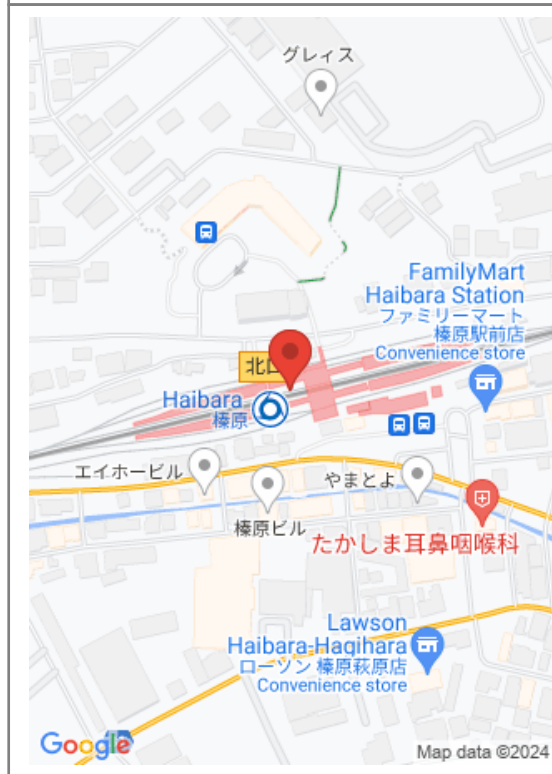 グレィス
FamilyMart
Haibara Station
ファミリーマート
榛原駅前店
Convenience store
北口
Haibara
榛原
エイホービル
やまとよ
榛原ビル
たかしま耳鼻咽喉科
Lawson
Haibara-Hagihara
ローソン 榛原萩原店
Convenience store
Google
Map data ©2024